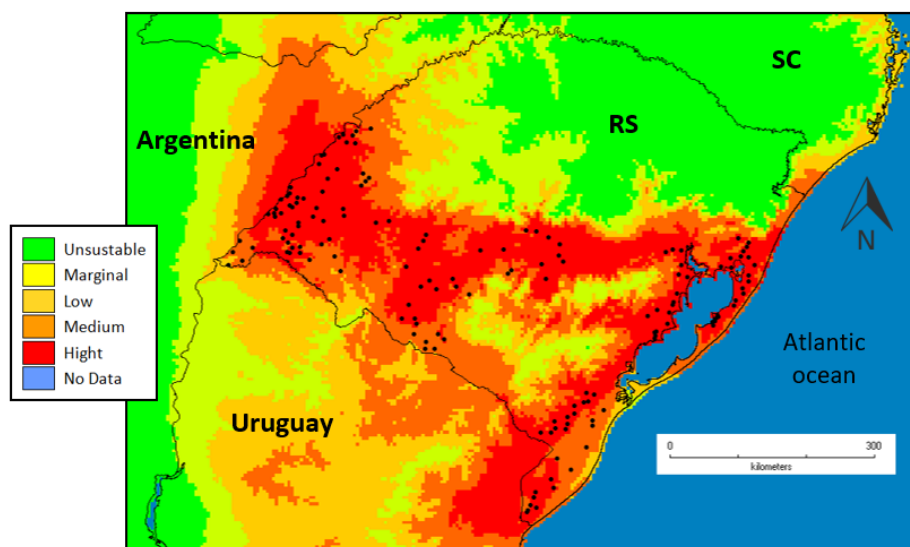 SC
RS
Argentina
N
Unsustable
Marginal
Low
Medium
Hight
No Data
Atlantic
ocean
Uruguay
0 300
kilometers